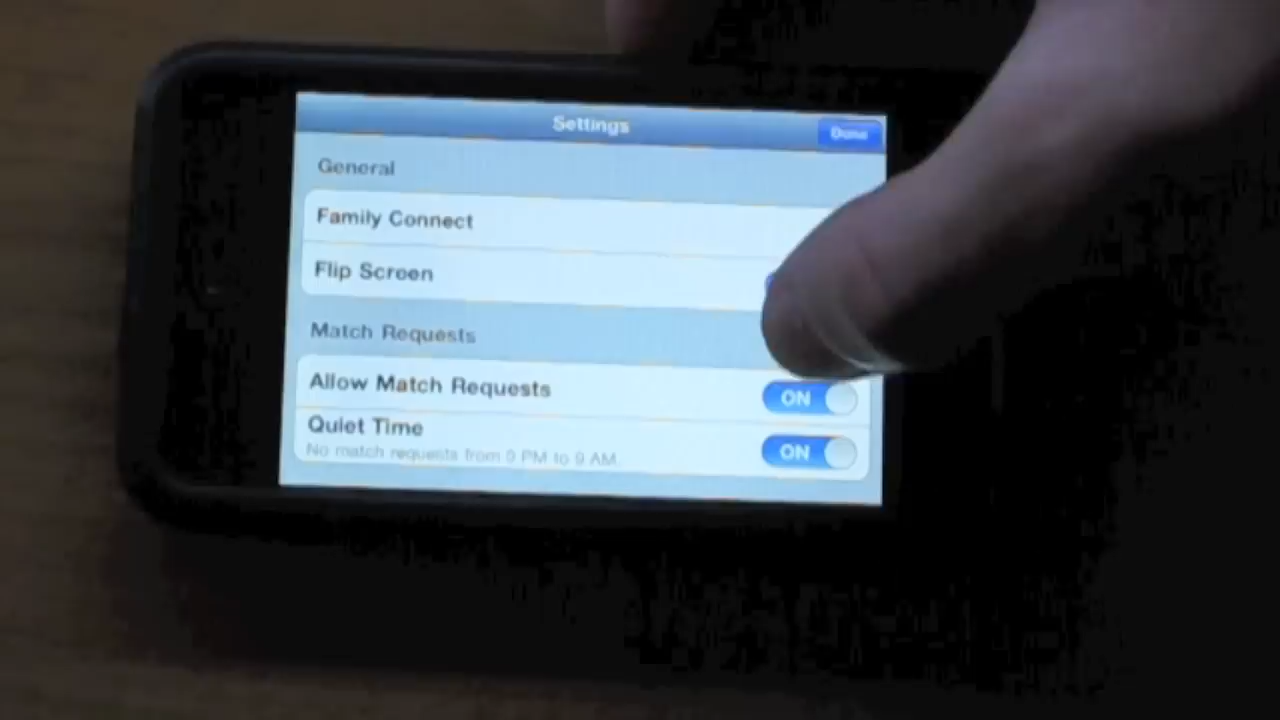 Settings
Done
General
Family Connect
Flip Screen
Match Requests
Allow Match Requests
ON
Quiet Time
No match requests from 9 PM to 9 AM.
ON